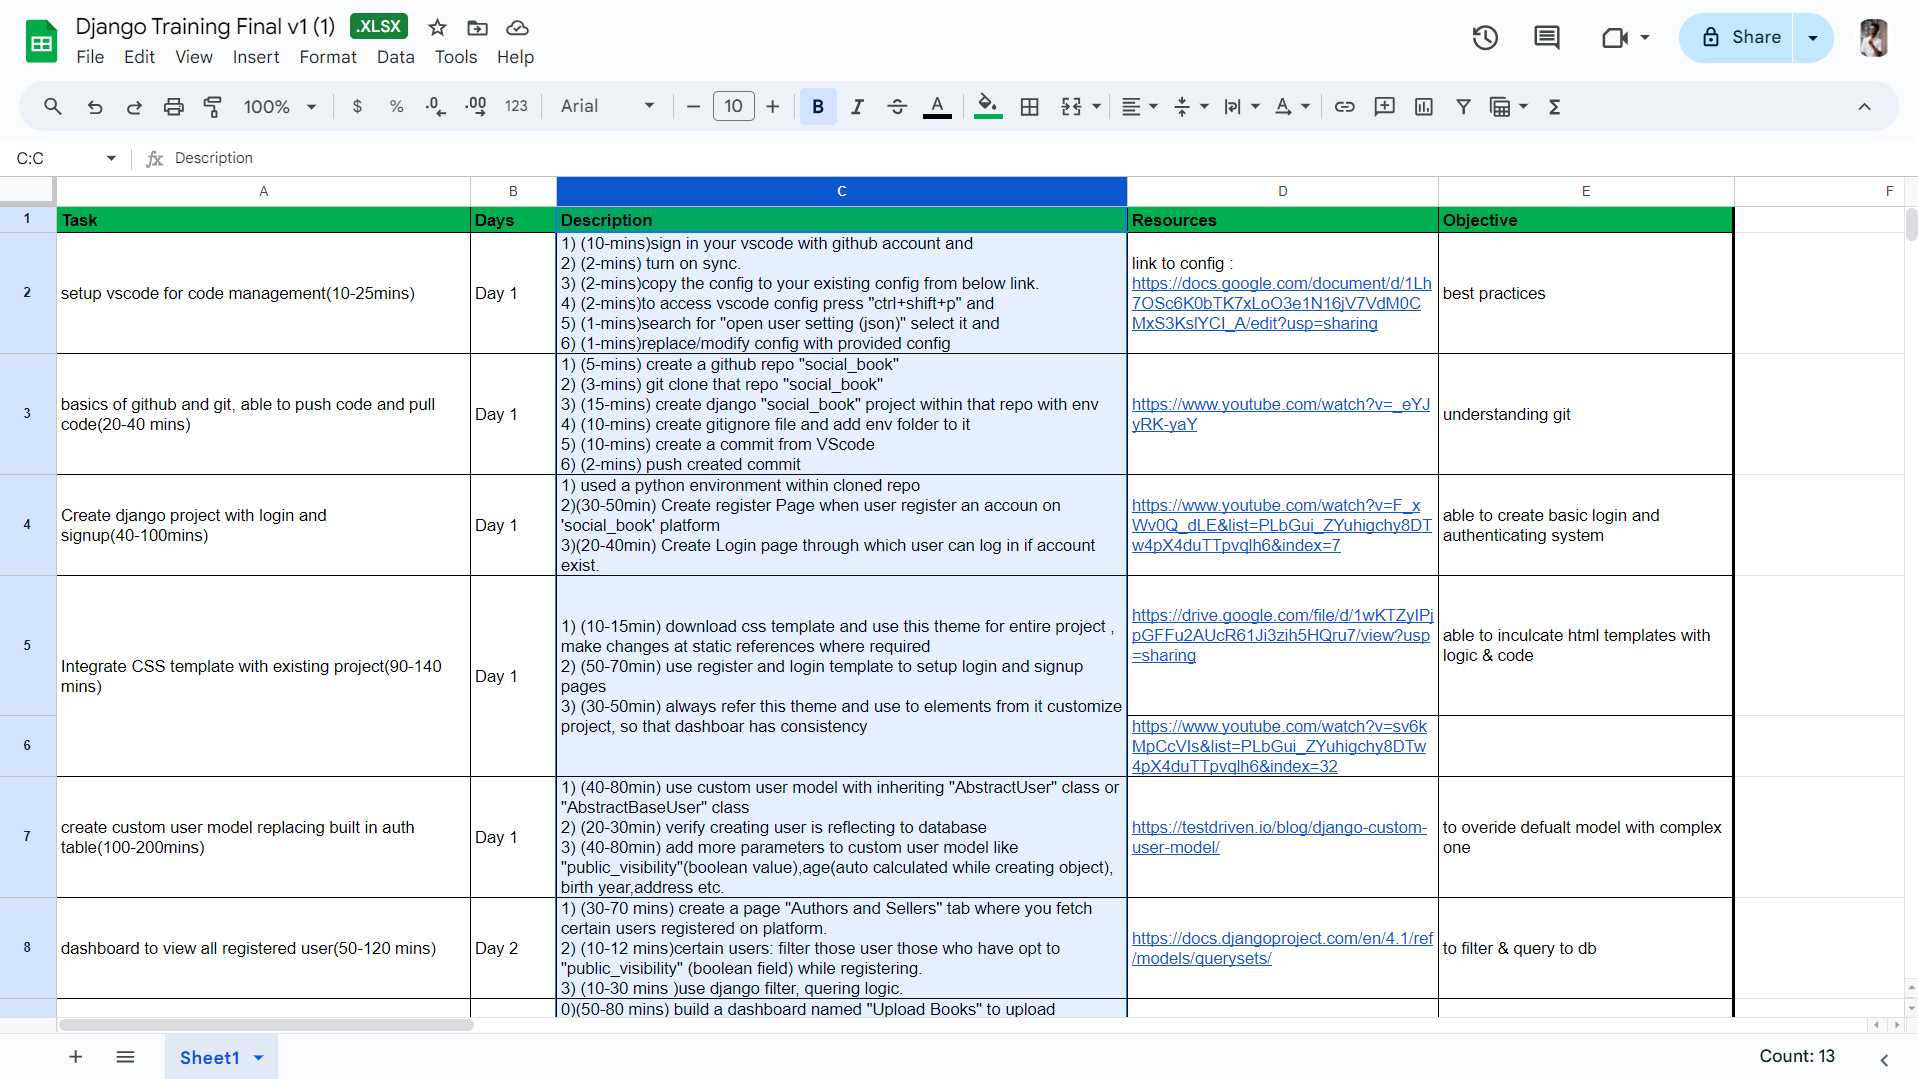 Django Training Final v1 (1) .XLSX
File Edit View Insert Format Data Tools Help
Share
100% $ % .0 .00 123 Arial 10 B I A
C:C fx Description
A B C D E F
1 Task Days Description Resources Objective
2
setup vscode for code management(10-25mins)
Day 1
1) (10-mins)sign in your vscode with github account and
2) (2-mins) turn on sync.
3) (2-mins)copy the config to your existing config from below link.
4) (2-mins)to access vscode config press "ctrl+shift+p" and
5) (1-mins)search for "open user setting (json)" select it and
6) (1-mins)replace/modify config with provided config
link to config :
https://docs.google.com/document/d/1Lh
7OSc6K0bTK7xLoO3e1N16jV7VdM0C
MxS3KslYCI_A/edit?usp=sharing
best practices
3
basics of github and git, able to push code and pull
code(20-40 mins)
Day 1
1) (5-mins) create a github repo "social_book"
2) (3-mins) git clone that repo "social_book"
3) (15-mins) create django "social_book" project within that repo with env
4) (10-mins) create gitignore file and add env folder to it
5) (10-mins) create a commit from VScode
6) (2-mins) push created commit
https://www.youtube.com/watch?v=_eYJ
yRK-yaY
understanding git
4
Create django project with login and
signup(40-100mins)
Day 1
1) used a python environment within cloned repo
2)(30-50min) Create register Page when user register an accoun on
'social_book' platform
3)(20-40min) Create Login page through which user can log in if account
exist.
https://www.youtube.com/watch?v=F_x
Wv0Q_dLE&list=PLbGui_ZYuhigchy8DT
w4pX4duTTpvqlh6&index=7
able to create basic login and
authenticating system
5
Integrate CSS template with existing project(90-140
mins)
Day 1
1) (10-15min) download css template and use this theme for entire project ,
make changes at static references where required
2) (50-70min) use register and login template to setup login and signup
pages
3) (30-50min) always refer this theme and use to elements from it customize
project, so that dashboar has consistency
https://drive.google.com/file/d/1wKTZyIPj
pGFFu2AUcR61Ji3zih5HQru7/view?usp
=sharing
able to inculcate html templates with
logic & code
6
https://www.youtube.com/watch?v=sv6k
MpCcVIs&list=PLbGui_ZYuhigchy8DTw
4pX4duTTpvqlh6&index=32
7
create custom user model replacing built in auth
table(100-200mins)
Day 1
1) (40-80min) use custom user model with inheriting "AbstractUser" class or
"AbstractBaseUser" class
2) (20-30min) verify creating user is reflecting to database
3) (40-80min) add more parameters to custom user model like
"public_visibility"(boolean value),age(auto calculated while creating object),
birth year,address etc.
https://testdriven.io/blog/django-custom-
user-model/
to overide defualt model with complex
one
8
dashboard to view all registered user(50-120 mins)
Day 2
1) (30-70 mins) create a page "Authors and Sellers" tab where you fetch
certain users registered on platform.
2) (10-12 mins)certain users: filter those user those who have opt to
"public_visibility" (boolean field) while registering.
3) (10-30 mins )use django filter, quering logic.
https://docs.djangoproject.com/en/4.1/ref
/models/querysets/
to filter & query to db
0)(50-80 mins) build a dashboard named "Upload Books" to upload
Sheet1
Count: 13